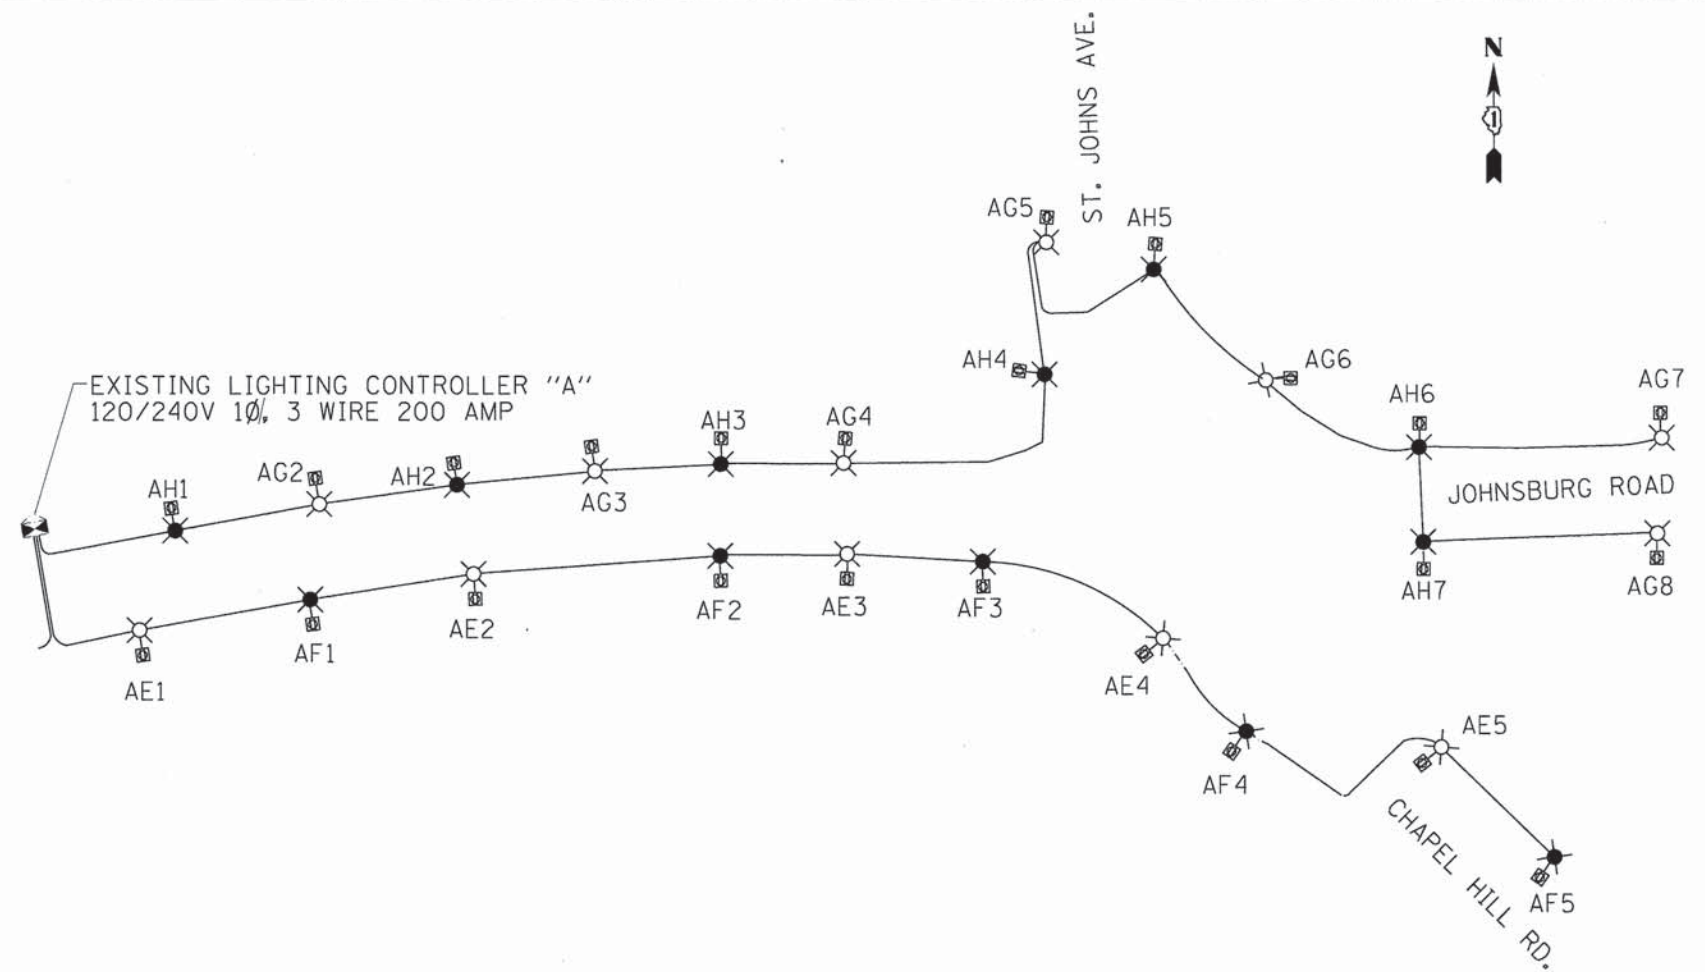 ST. JOHNS AVE.
N
1
AG5
AH5
AH4
AG6
AG7
AH6
EXISTING LIGHTING CONTROLLER "A"
120/240V 1Ø, 3 WIRE 200 AMP
AH3
AG4
AG2
AH2
AH1
AG3
JOHNSBURG ROAD
AH7
AG8
AF2
AE3
AF3
AE2
AF1
AE1
AE4
AE5
AF4
CHAPEL HILL RD.
AF5